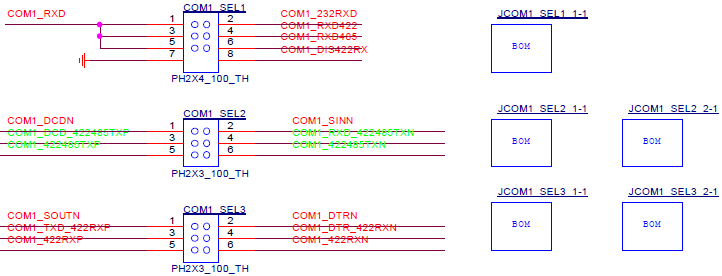 COM1_SEL1
JCOM1_SEL1_1-1
COM1_RXD
1
2
COM1_232RXD
3
4
COM1_RXD422
5
6
COM1_RXD485
7
8
COM1_DIS422RX
BOM
PH2X4_100_TH
COM1_SEL2
JCOM1_SEL2_1-1
JCOM1_SEL2_2-1
COM1_DCDN
1
2
COM1_SINN
COM1_DCD_422485TXP
3
4
COM1_RXD_422485TXN
COM1_422485TXP
5
6
COM1_422485TXN
BOM
BOM
PH2X3_100_TH
COM1_SEL3
JCOM1_SEL3_1-1
JCOM1_SEL3_2-1
COM1_SOUTN
1
2
COM1_DTRN
COM1_TXD_422RXP
3
4
COM1_DTR_422RXN
COM1_422RXP
5
6
COM1_422RXN
BOM
BOM
PH2X3_100_TH